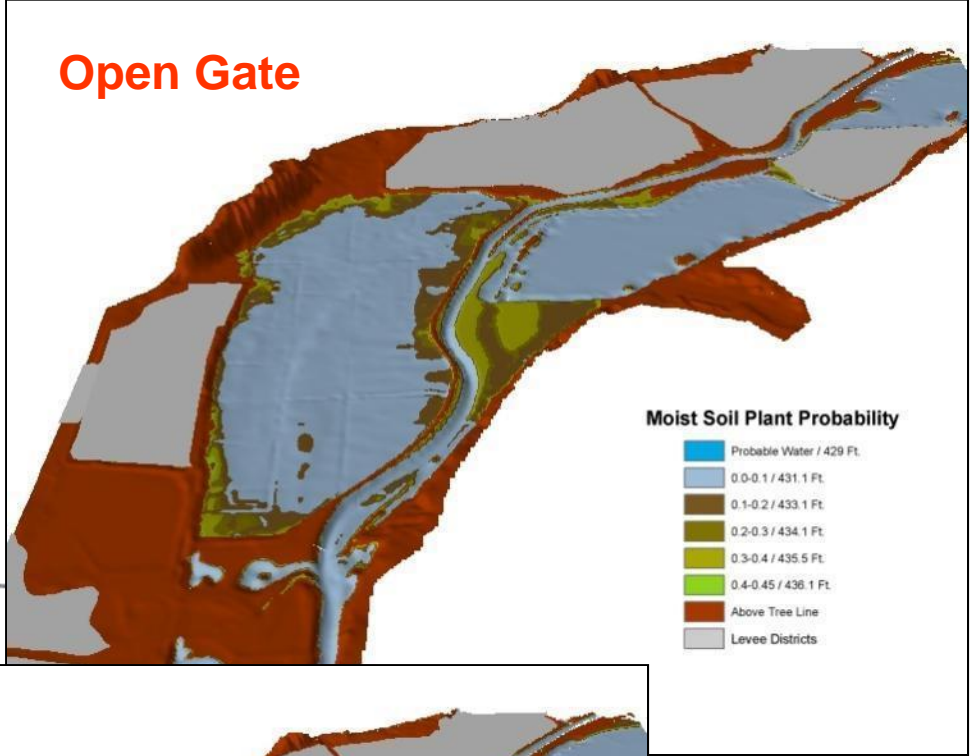 Open Gate
Moist Soil Plant Probability
Probable Water / 429 Ft.
0.0-0.1 / 431.1 Ft.
0.1-0.2 / 433.1 Ft.
0.2-0.3 / 434.1 Ft.
0.3-0.4 / 435.5 Ft.
0.4-0.45 / 436.1 Ft.
Above Tree Line
Levee Districts